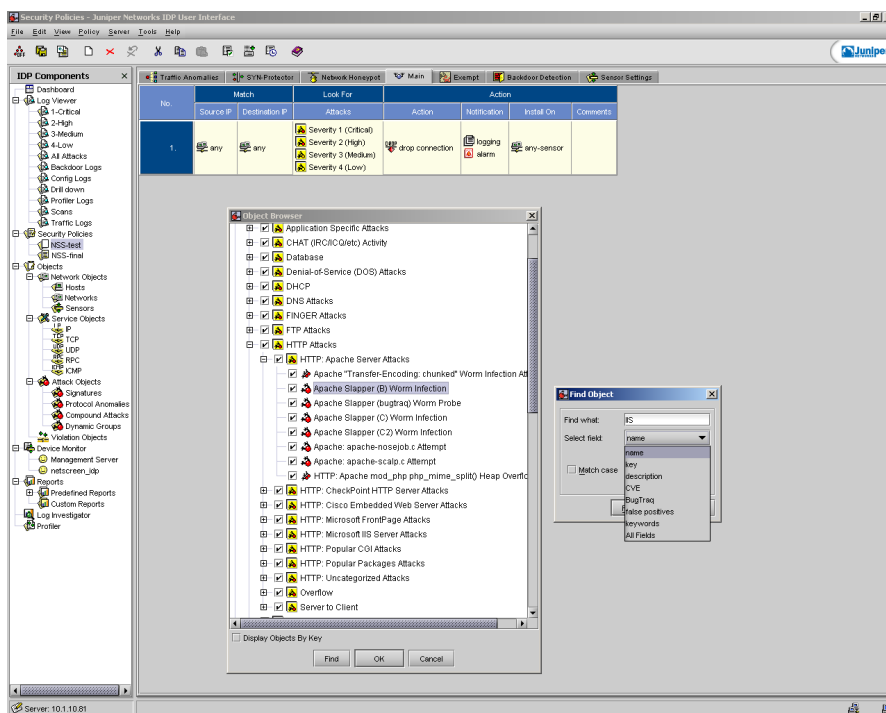 Security Policies - Juniper Networks IDP User Interface
File Edit View Policy Server Tools Help
Juniper
IDP Components
Dashboard
Log Viewer
1-Critical
2-High
3-Medium
4-Low
All Attacks
Backdoor Logs
Config Logs
Drill down
Profiler Logs
Scans
Traffic Logs
Security Policies
NSS-test
NSS-final
Objects
Network Objects
Hosts
Networks
Sensors
Service Objects
IP
TCP
UDP
RPC
ICMP
Attack Objects
Signatures
Protocol Anomalies
Compound Attacks
Dynamic Groups
Violation Objects
Device Monitor
Management Server
netscreen_idp
Reports
Predefined Reports
Custom Reports
Log Investigator
Profiler
Traffic Anomalies SYN-Protector Network Honeypot Main Exempt Backdoor Detection Sensor Settings
No. Match Look For Action
Source IP Destination IP Attacks Action Notification Install On Comments
1. any any
Severity 1 (Critical)
Severity 2 (High)
Severity 3 (Medium)
Severity 4 (Low)
DROP drop connection
logging
alarm
any-sensor
Object Browser
Application Specific Attacks
CHAT (IRC/ICQ/etc) Activity
Database
Denial-of-Service (DOS) Attacks
DHCP
DNS Attacks
FINGER Attacks
FTP Attacks
HTTP Attacks
HTTP: Apache Server Attacks
Apache "Transfer-Encoding: chunked" Worm Infection Att
Apache Slapper (B) Worm Infection
Apache Slapper (bugtraq) Worm Probe
Apache Slapper (C) Worm Infection
Apache Slapper (C2) Worm Infection
Apache: apache-nosejob.c Attempt
Apache: apache-scalp.c Attempt
HTTP: Apache mod_php php_mime_split() Heap Overflo
HTTP: CheckPoint HTTP Server Attacks
HTTP: Cisco Embedded Web Server Attacks
HTTP: Microsoft FrontPage Attacks
HTTP: Microsoft IIS Server Attacks
HTTP: Popular CGI Attacks
HTTP: Popular Packages Attacks
HTTP: Uncategorized Attacks
Overflow
Server to Client
Display Objects By Key
Find OK Cancel
Find Object
Find what: IIS
Select field: name
Match case
name
key
description
CVE
BugTraq
false positives
keywords
All Fields
Server: 10.1.10.81